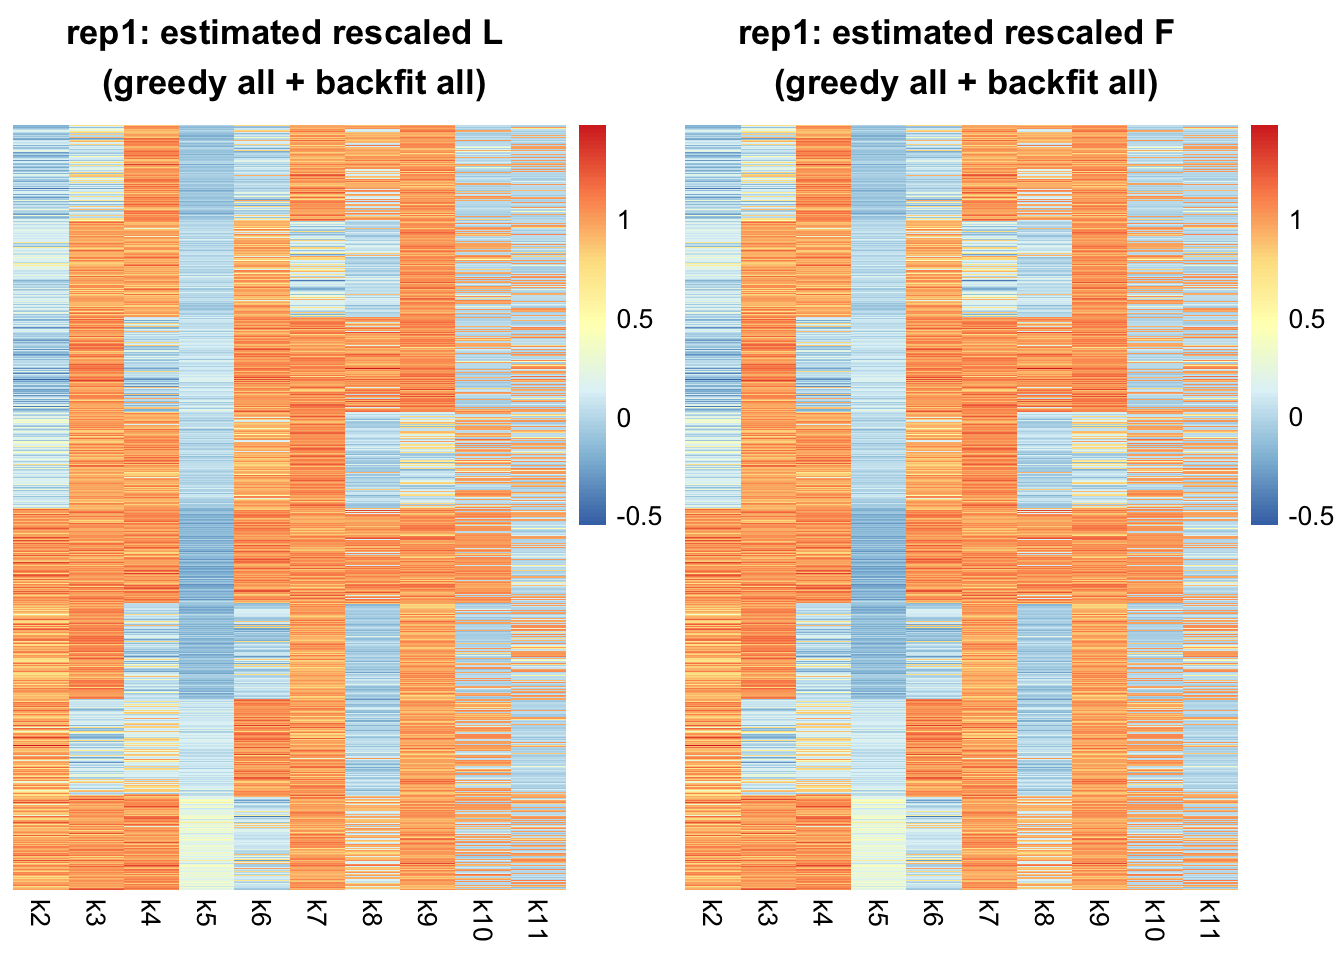 rep1: estimated rescaled L
(greedy all + backfit all)
1
0.5
0
-0.5
k2
k3
k4
k5
k6
k7
k8
k9
k10
k11
rep1: estimated rescaled F
(greedy all + backfit all)
1
0.5
0
-0.5
k2
k3
k4
k5
k6
k7
k8
k9
k10
k11